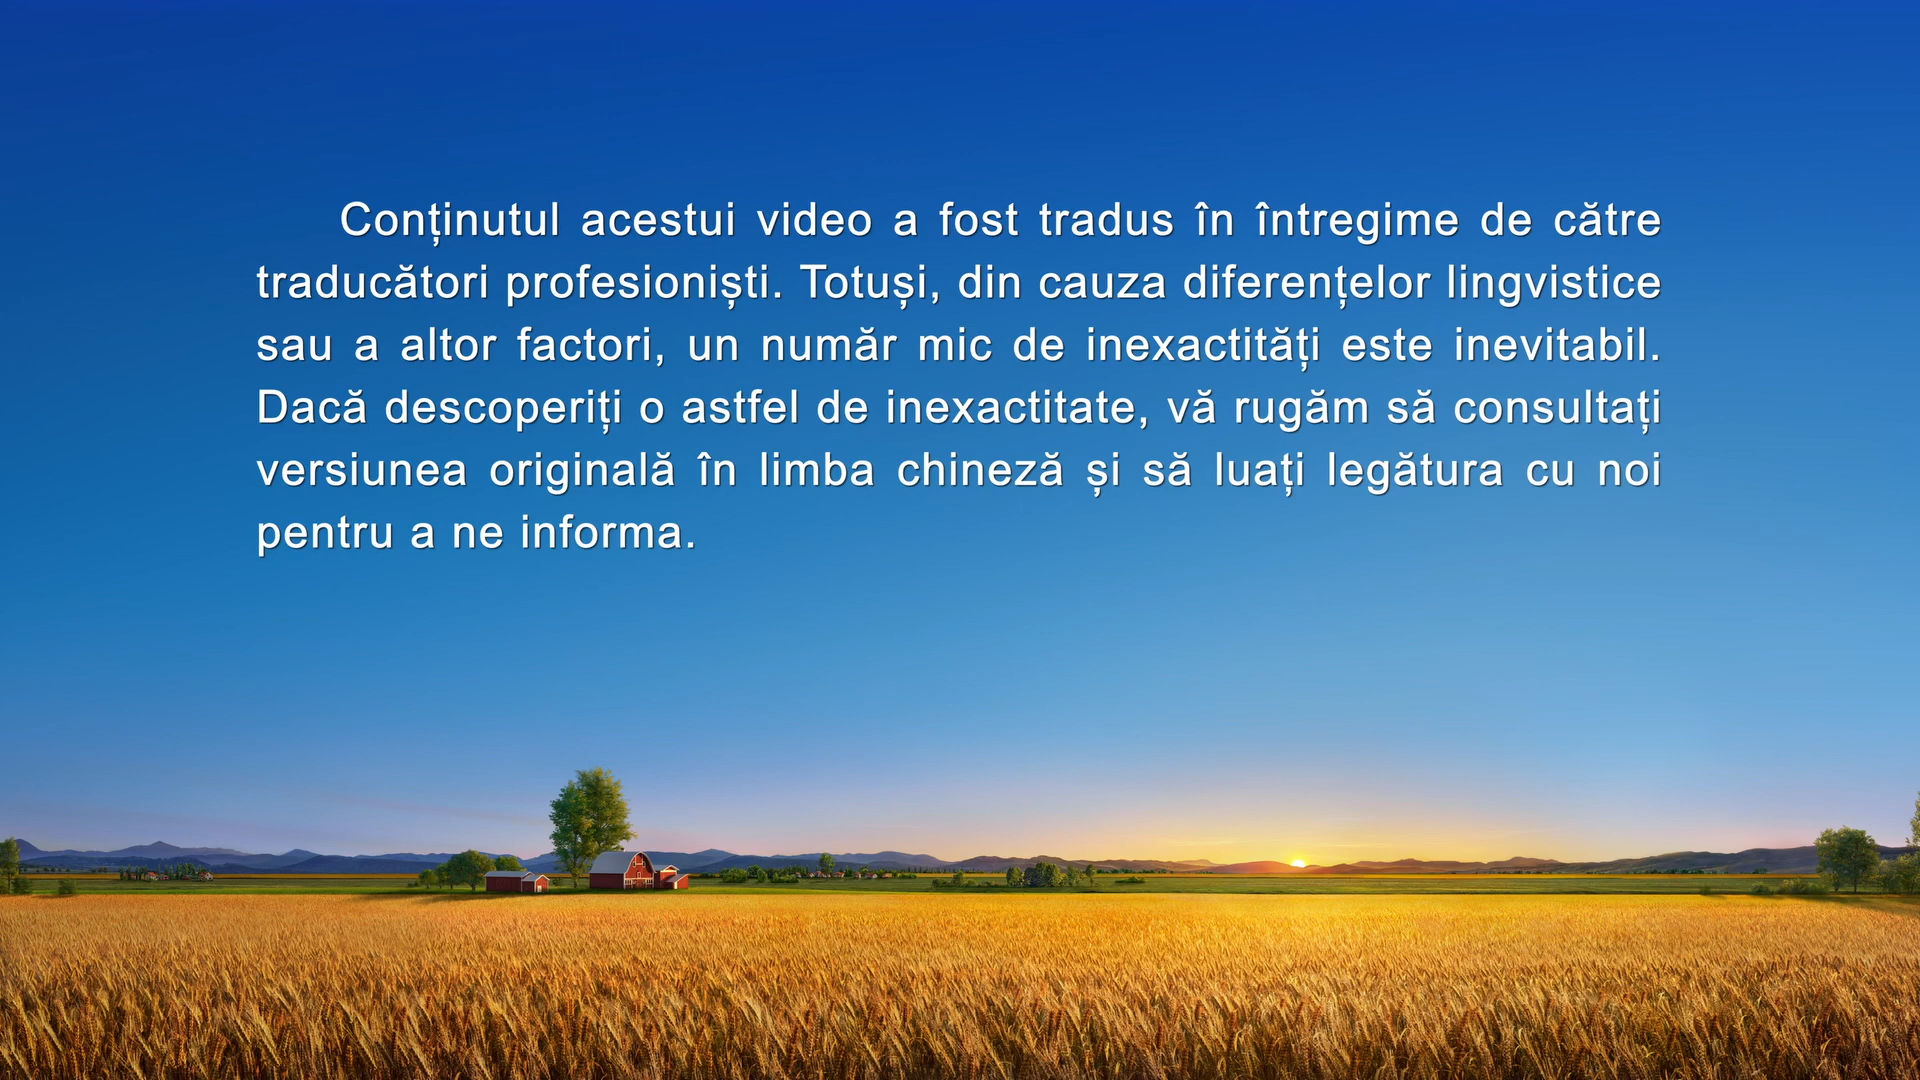 Conținutul acestui video a fost tradus în întregime de către
traducători profesioniști. Totuși, din cauza diferențelor lingvistice
sau a altor factori, un număr mic de inexactități este inevitabil.
Dacă descoperiți o astfel de inexactitate, vă rugăm să consultați
versiunea originală în limba chineză și să luați legătura cu noi
pentru a ne informa.